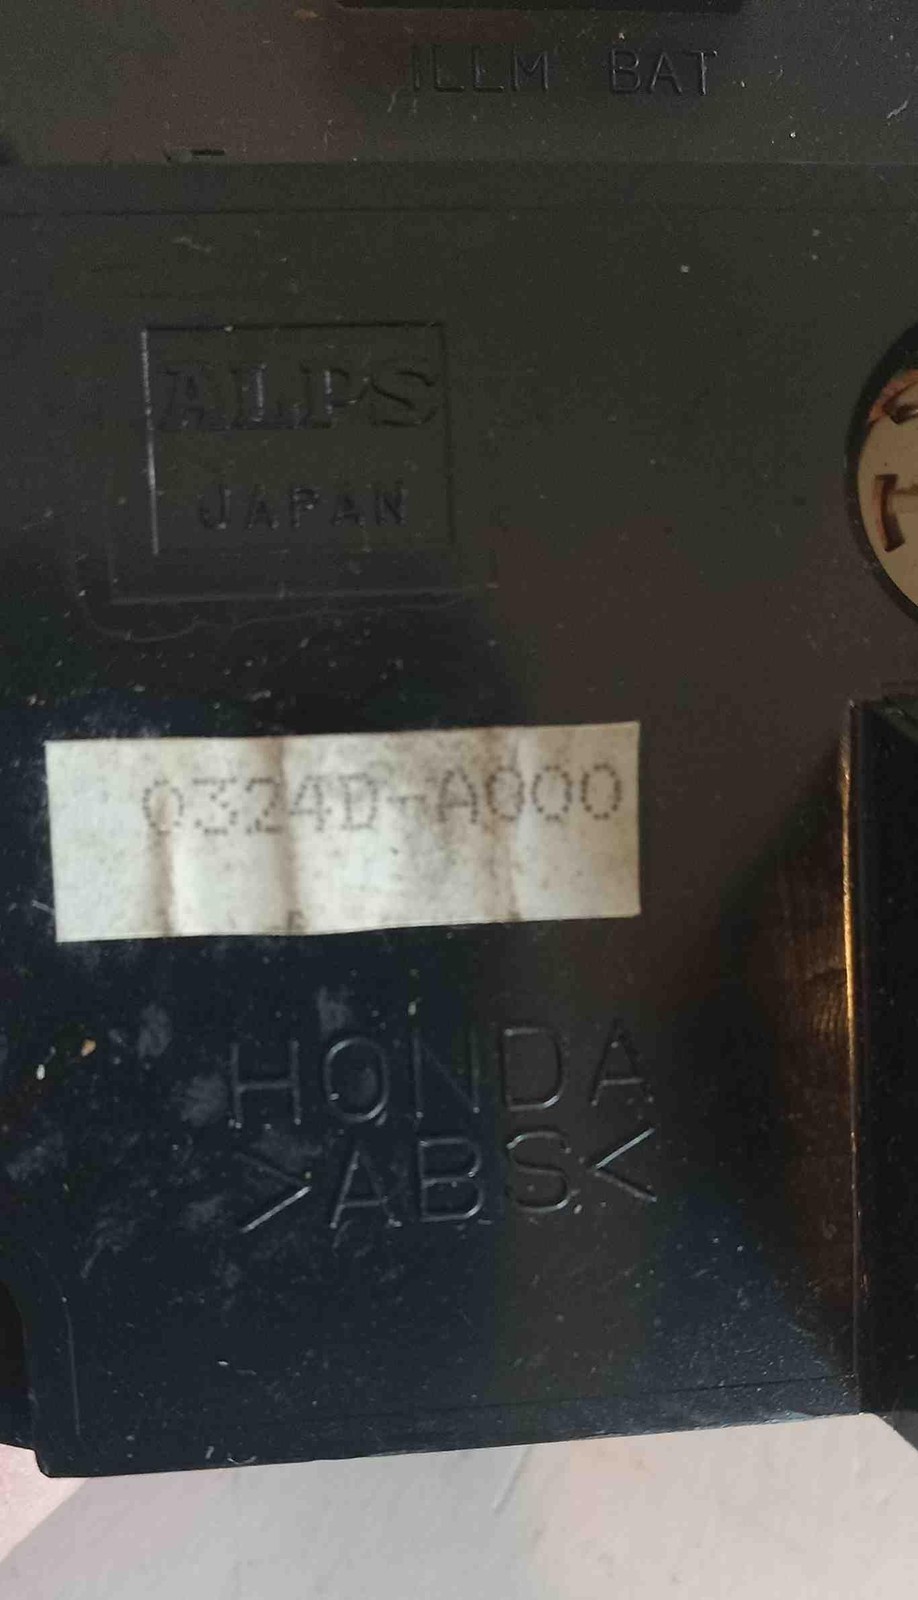 ILLM BAT
ALPS
JAPAN
0324D-A000
HONDA
>ABS<